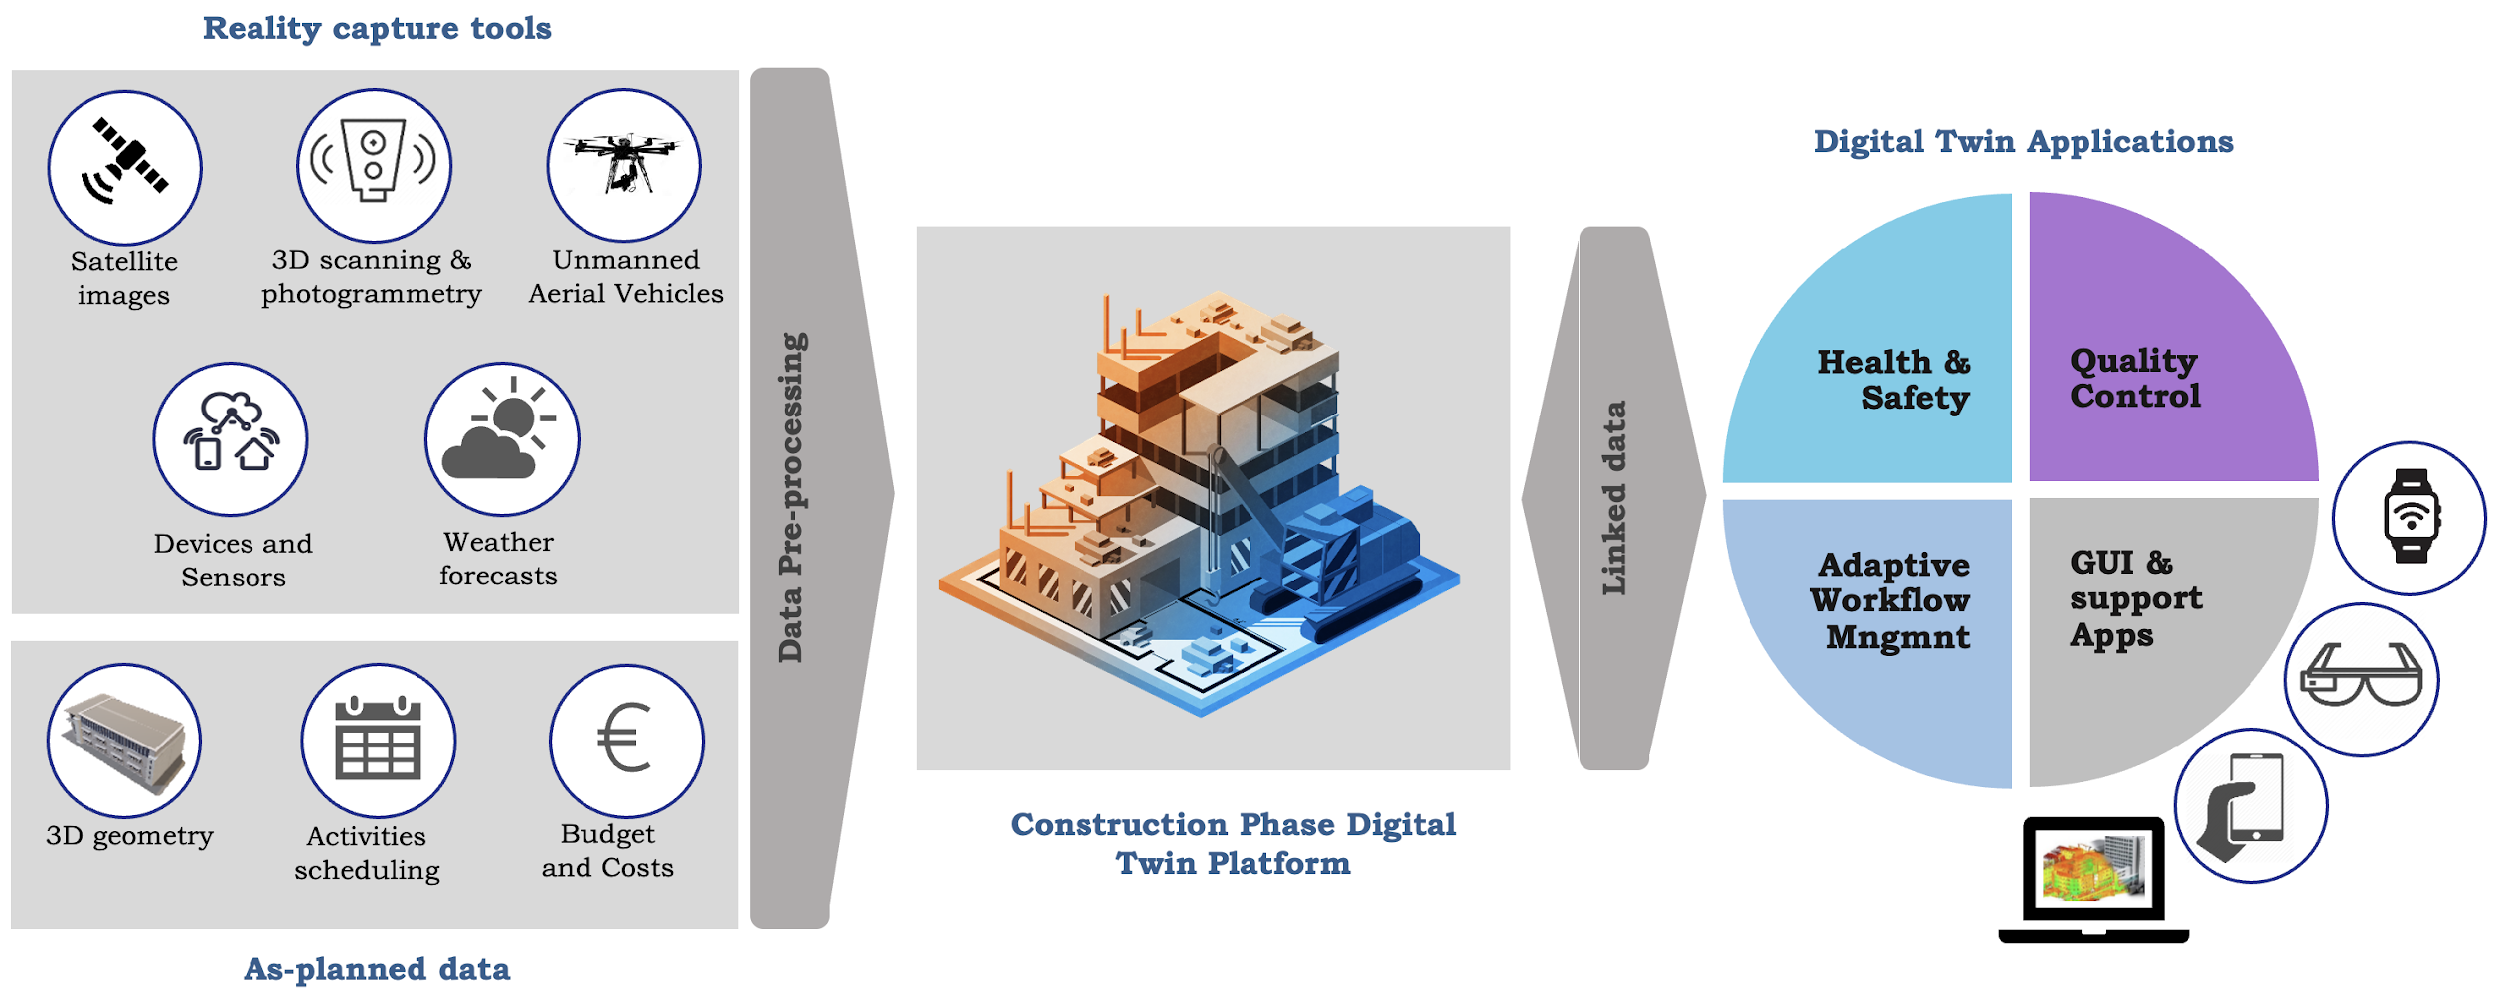 Reality capture tools
Satellite
images
3D scanning &
photogrammetry
Unmanned
Aerial Vehicles
Devices and
Sensors
Weather
forecasts
3D geometry
Activities
scheduling
€
Budget
and Costs
As-planned data
Data Pre-processing
Construction Phase Digital
Twin Platform
Linked data
Digital Twin Applications
Health &
Safety
Quality
Control
Adaptive
Workflow
Mngmnt
GUI &
support
Apps